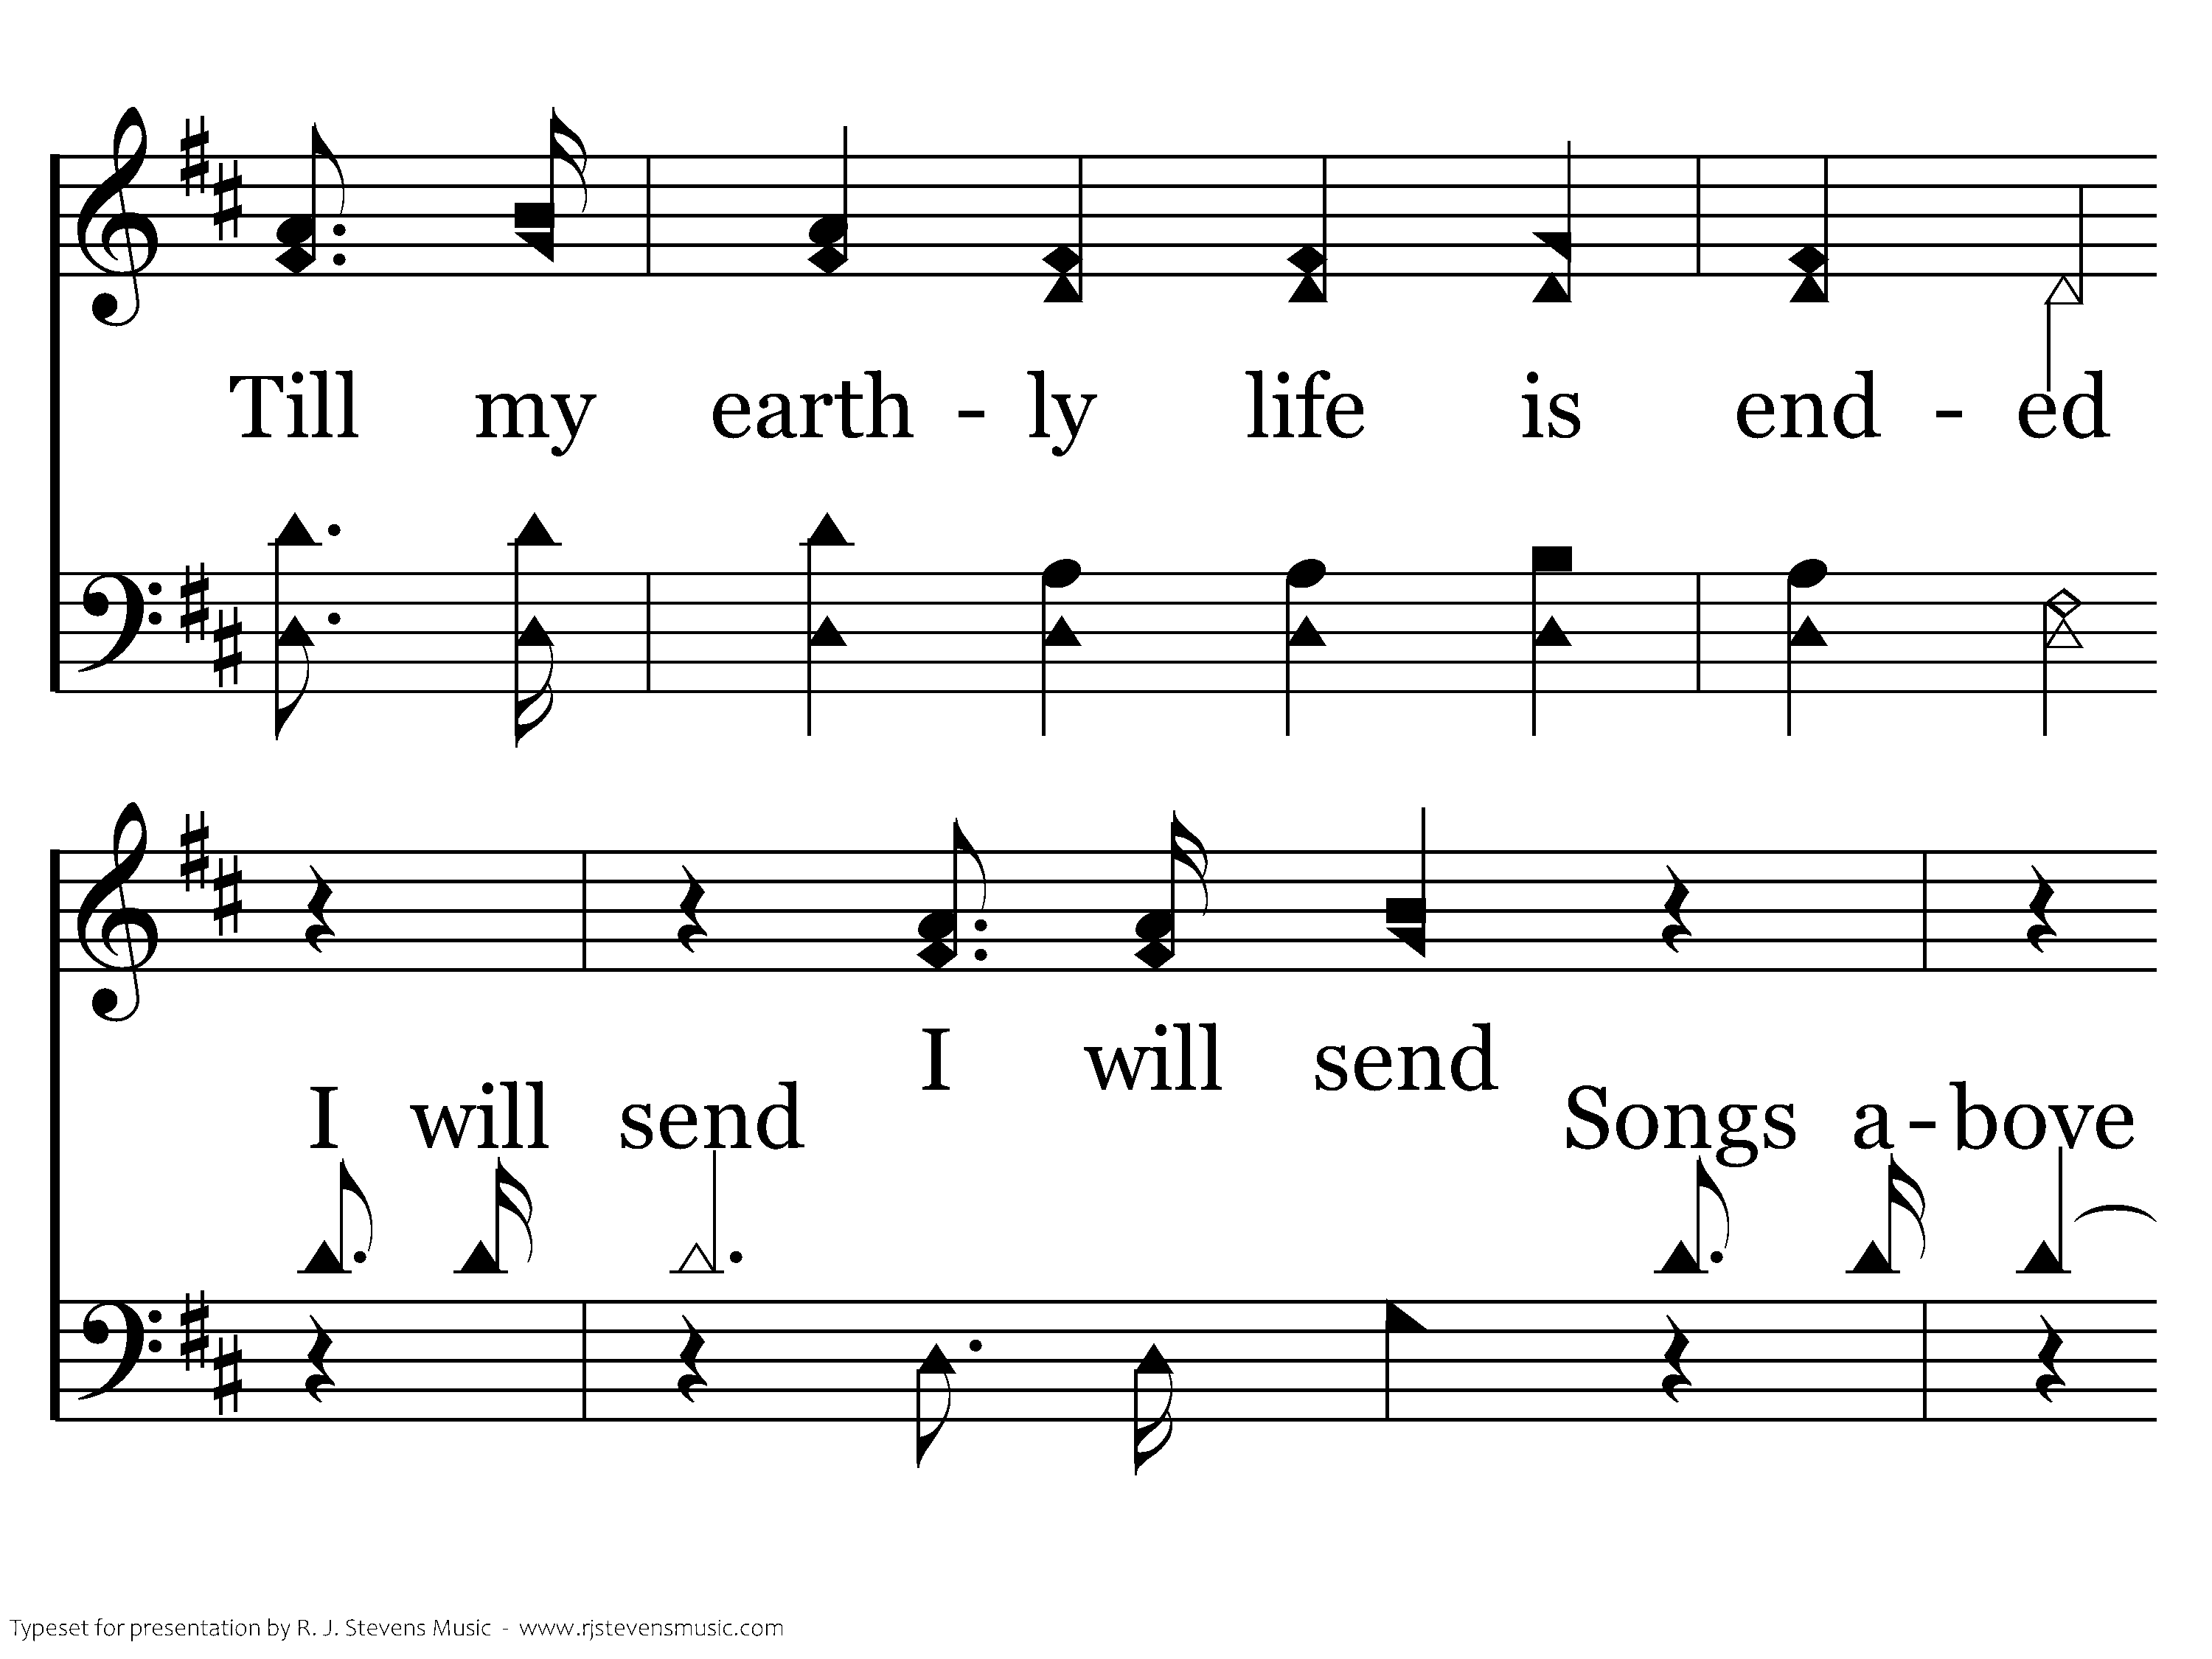 Till my earth - ly life is end - ed
I will send
I will send Songs a - bove
Typeset for presentation by R. J. Stevens Music - www.rjstevensmusic.com